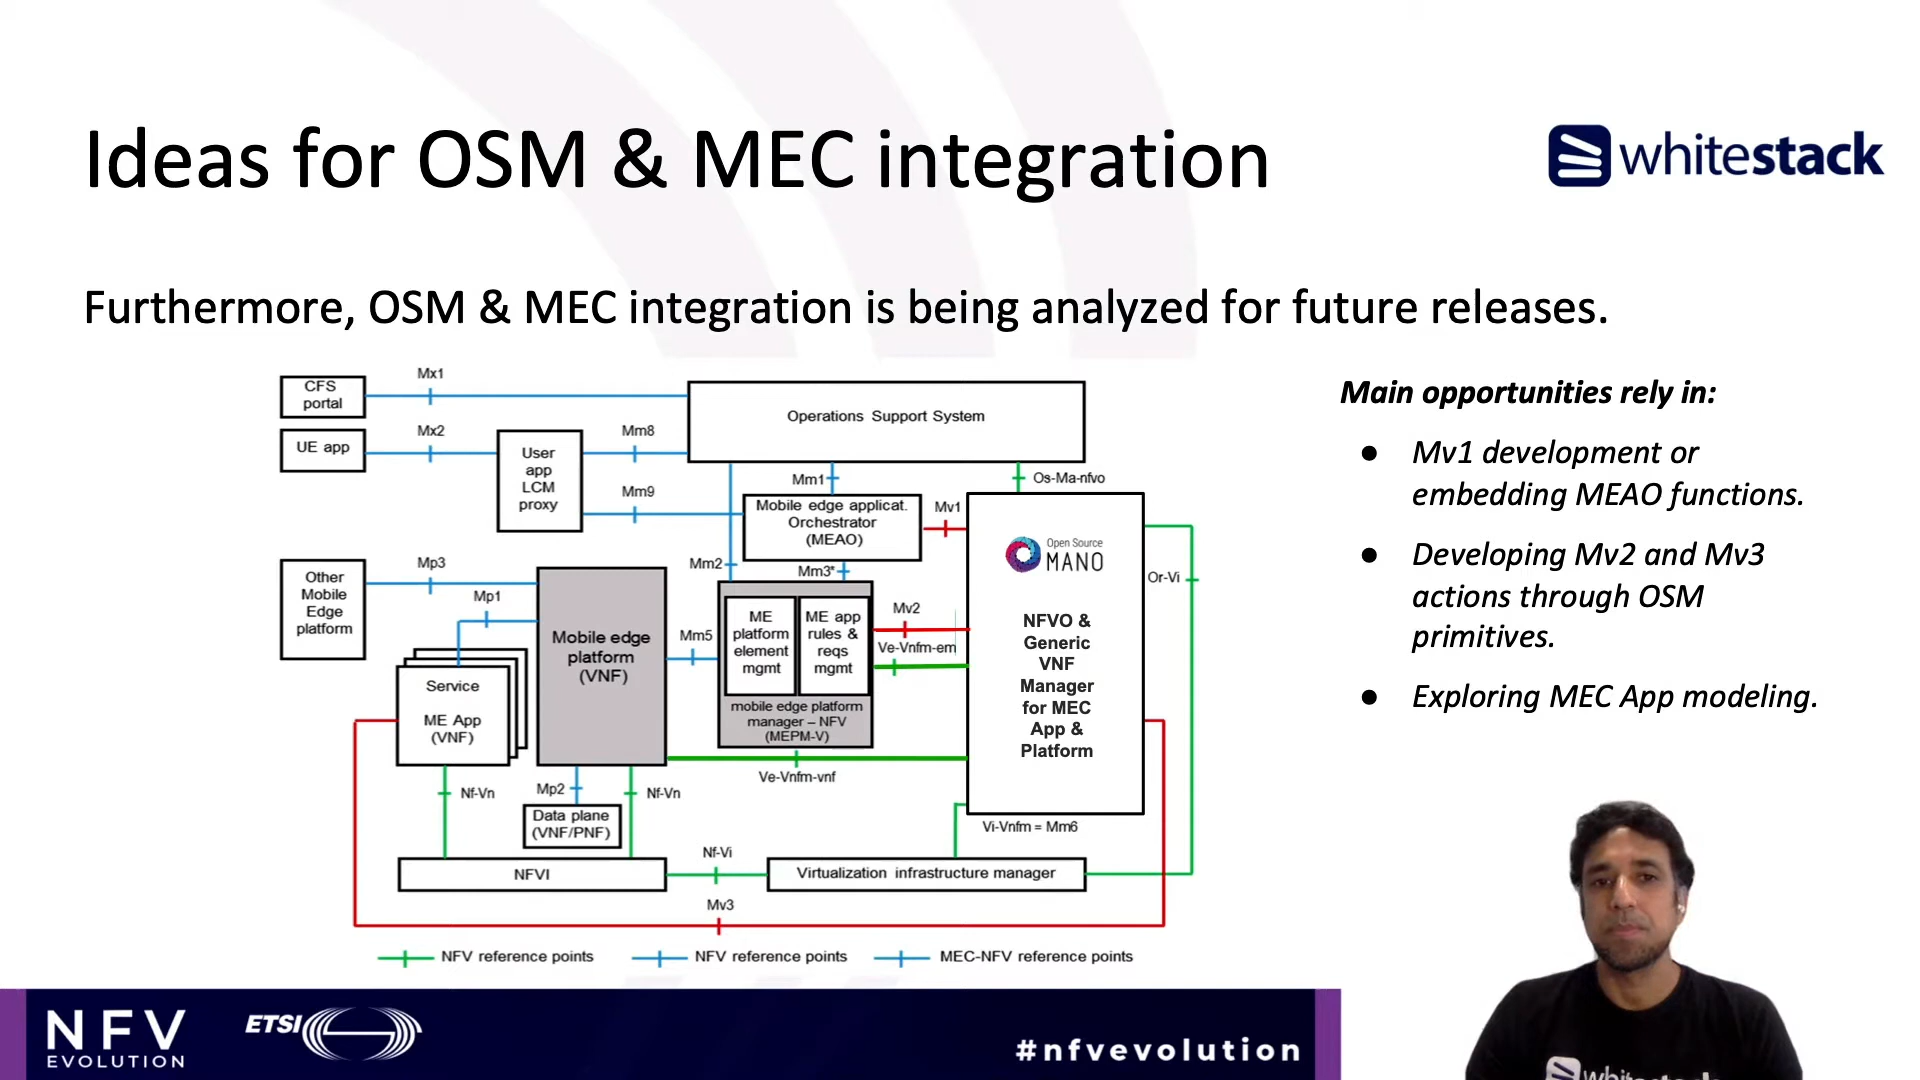 Ideas for OSM & MEC integration
whitestack
Furthermore, OSM & MEC integration is being analyzed for future releases.
CFS
portal
Mx1
Operations Support System
UE app
Mx2
User
app
LCM
proxy
Mm8
Mm9
Mm1
Os-Ma-nfvo
Mobile edge applicat.
Orchestrator
(MEAO)
Mv1
Mm2
Mm3*
Open Source
MANO
NFVO &
Generic
VNF
Manager
for MEC
App &
Platform
Or-Vi
Other
Mobile
Edge
platform
Mp3
Mp1
Mobile edge
platform
(VNF)
Mm5
ME
platform
element
mgmt
ME app
rules &
reqs
mgmt
mobile edge platform
manager – NFV
(MEPM-V)
Mv2
Ve-Vnfm-em
Service
ME App
(VNF)
Ve-Vnfm-vnf
Nf-Vn
Mp2
Nf-Vn
Data plane
(VNF/PNF)
Vi-Vnfm = Mm6
NFVI
Nf-Vi
Virtualization infrastructure manager
Mv3
NFV reference points
NFV reference points
MEC-NFV reference points
Main opportunities rely in:
● Mv1 development or
embedding MEAO functions.
● Developing Mv2 and Mv3
actions through OSM
primitives.
● Exploring MEC App modeling.
NFV
EVOLUTION
ETSI
#nfvevolution
whitestack